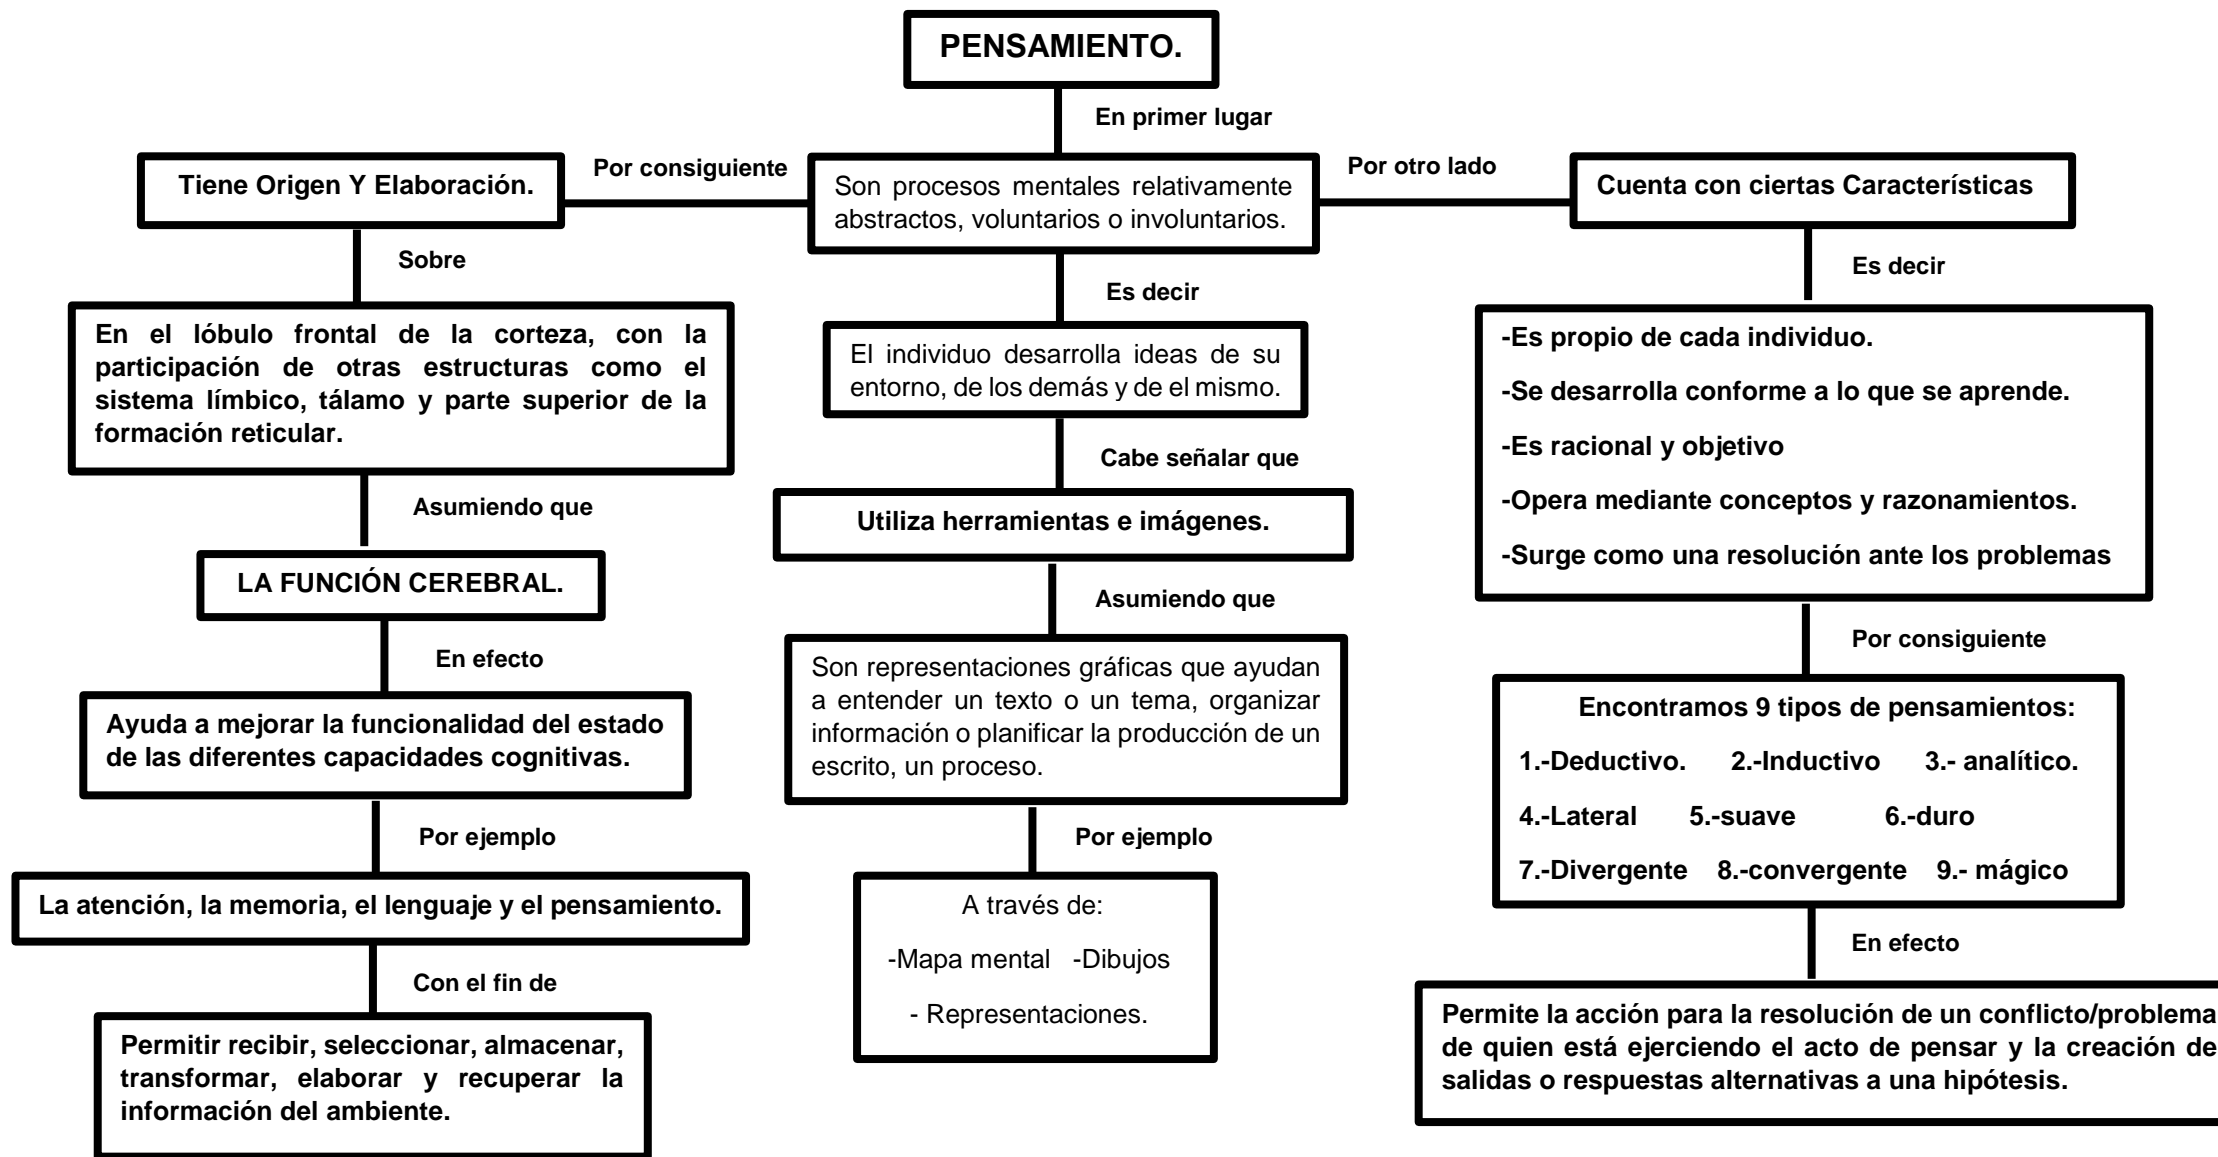 PENSAMIENTO.
En primer lugar
Son procesos mentales relativamente
abstractos, voluntarios o involuntarios.
Por consiguiente
Tiene Origen Y Elaboración.
Sobre
En el lóbulo frontal de la corteza, con la
participación de otras estructuras como el
sistema límbico, tálamo y parte superior de la
formación reticular.
Asumiendo que
LA FUNCIÓN CEREBRAL.
En efecto
Ayuda a mejorar la funcionalidad del estado
de las diferentes capacidades cognitivas.
Por ejemplo
La atención, la memoria, el lenguaje y el pensamiento.
Con el fin de
Permitir recibir, seleccionar, almacenar,
transformar, elaborar y recuperar la
información del ambiente.
Es decir
El individuo desarrolla ideas de su
entorno, de los demás y de el mismo.
Cabe señalar que
Utiliza herramientas e imágenes.
Asumiendo que
Son representaciones gráficas que ayudan
a entender un texto o un tema, organizar
información o planificar la producción de un
escrito, un proceso.
Por ejemplo
A través de:
-Mapa mental -Dibujos
- Representaciones.
Por otro lado
Cuenta con ciertas Características
Es decir
-Es propio de cada individuo.
-Se desarrolla conforme a lo que se aprende.
-Es racional y objetivo
-Opera mediante conceptos y razonamientos.
-Surge como una resolución ante los problemas
Por consiguiente
Encontramos 9 tipos de pensamientos:
1.-Deductivo. 2.-Inductivo 3.- analítico.
4.-Lateral 5.-suave 6.-duro
7.-Divergente 8.-convergente 9.- mágico
En efecto
Permite la acción para la resolución de un conflicto/problema
de quien está ejerciendo el acto de pensar y la creación de
salidas o respuestas alternativas a una hipótesis.